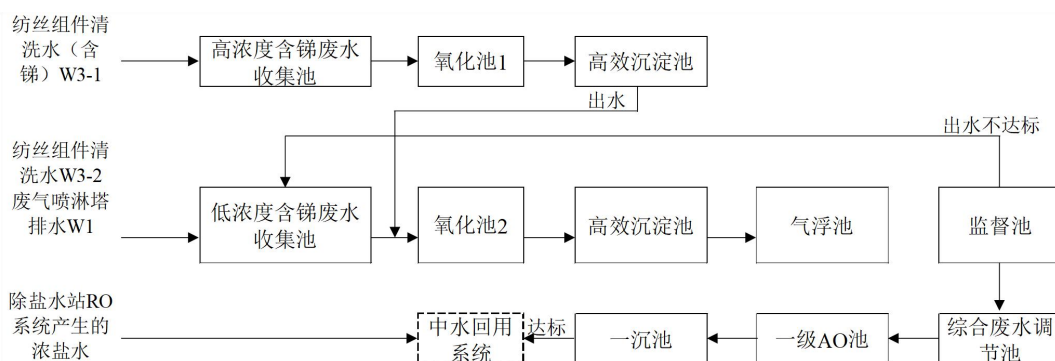 纺丝组件清
洗水（含
锑）W3-1
高浓度含锑废水
收集池
氧化池1
高效沉淀池
出水
出水不达标
纺丝组件清
洗水W3-2
废气喷淋塔
排水W1
低浓度含锑废水
收集池
氧化池2
高效沉淀池
气浮池
监督池
除盐水站RO
系统产生的
浓盐水
中水回用
系统
达标
一沉池
一级AO池
综合废水调
节池